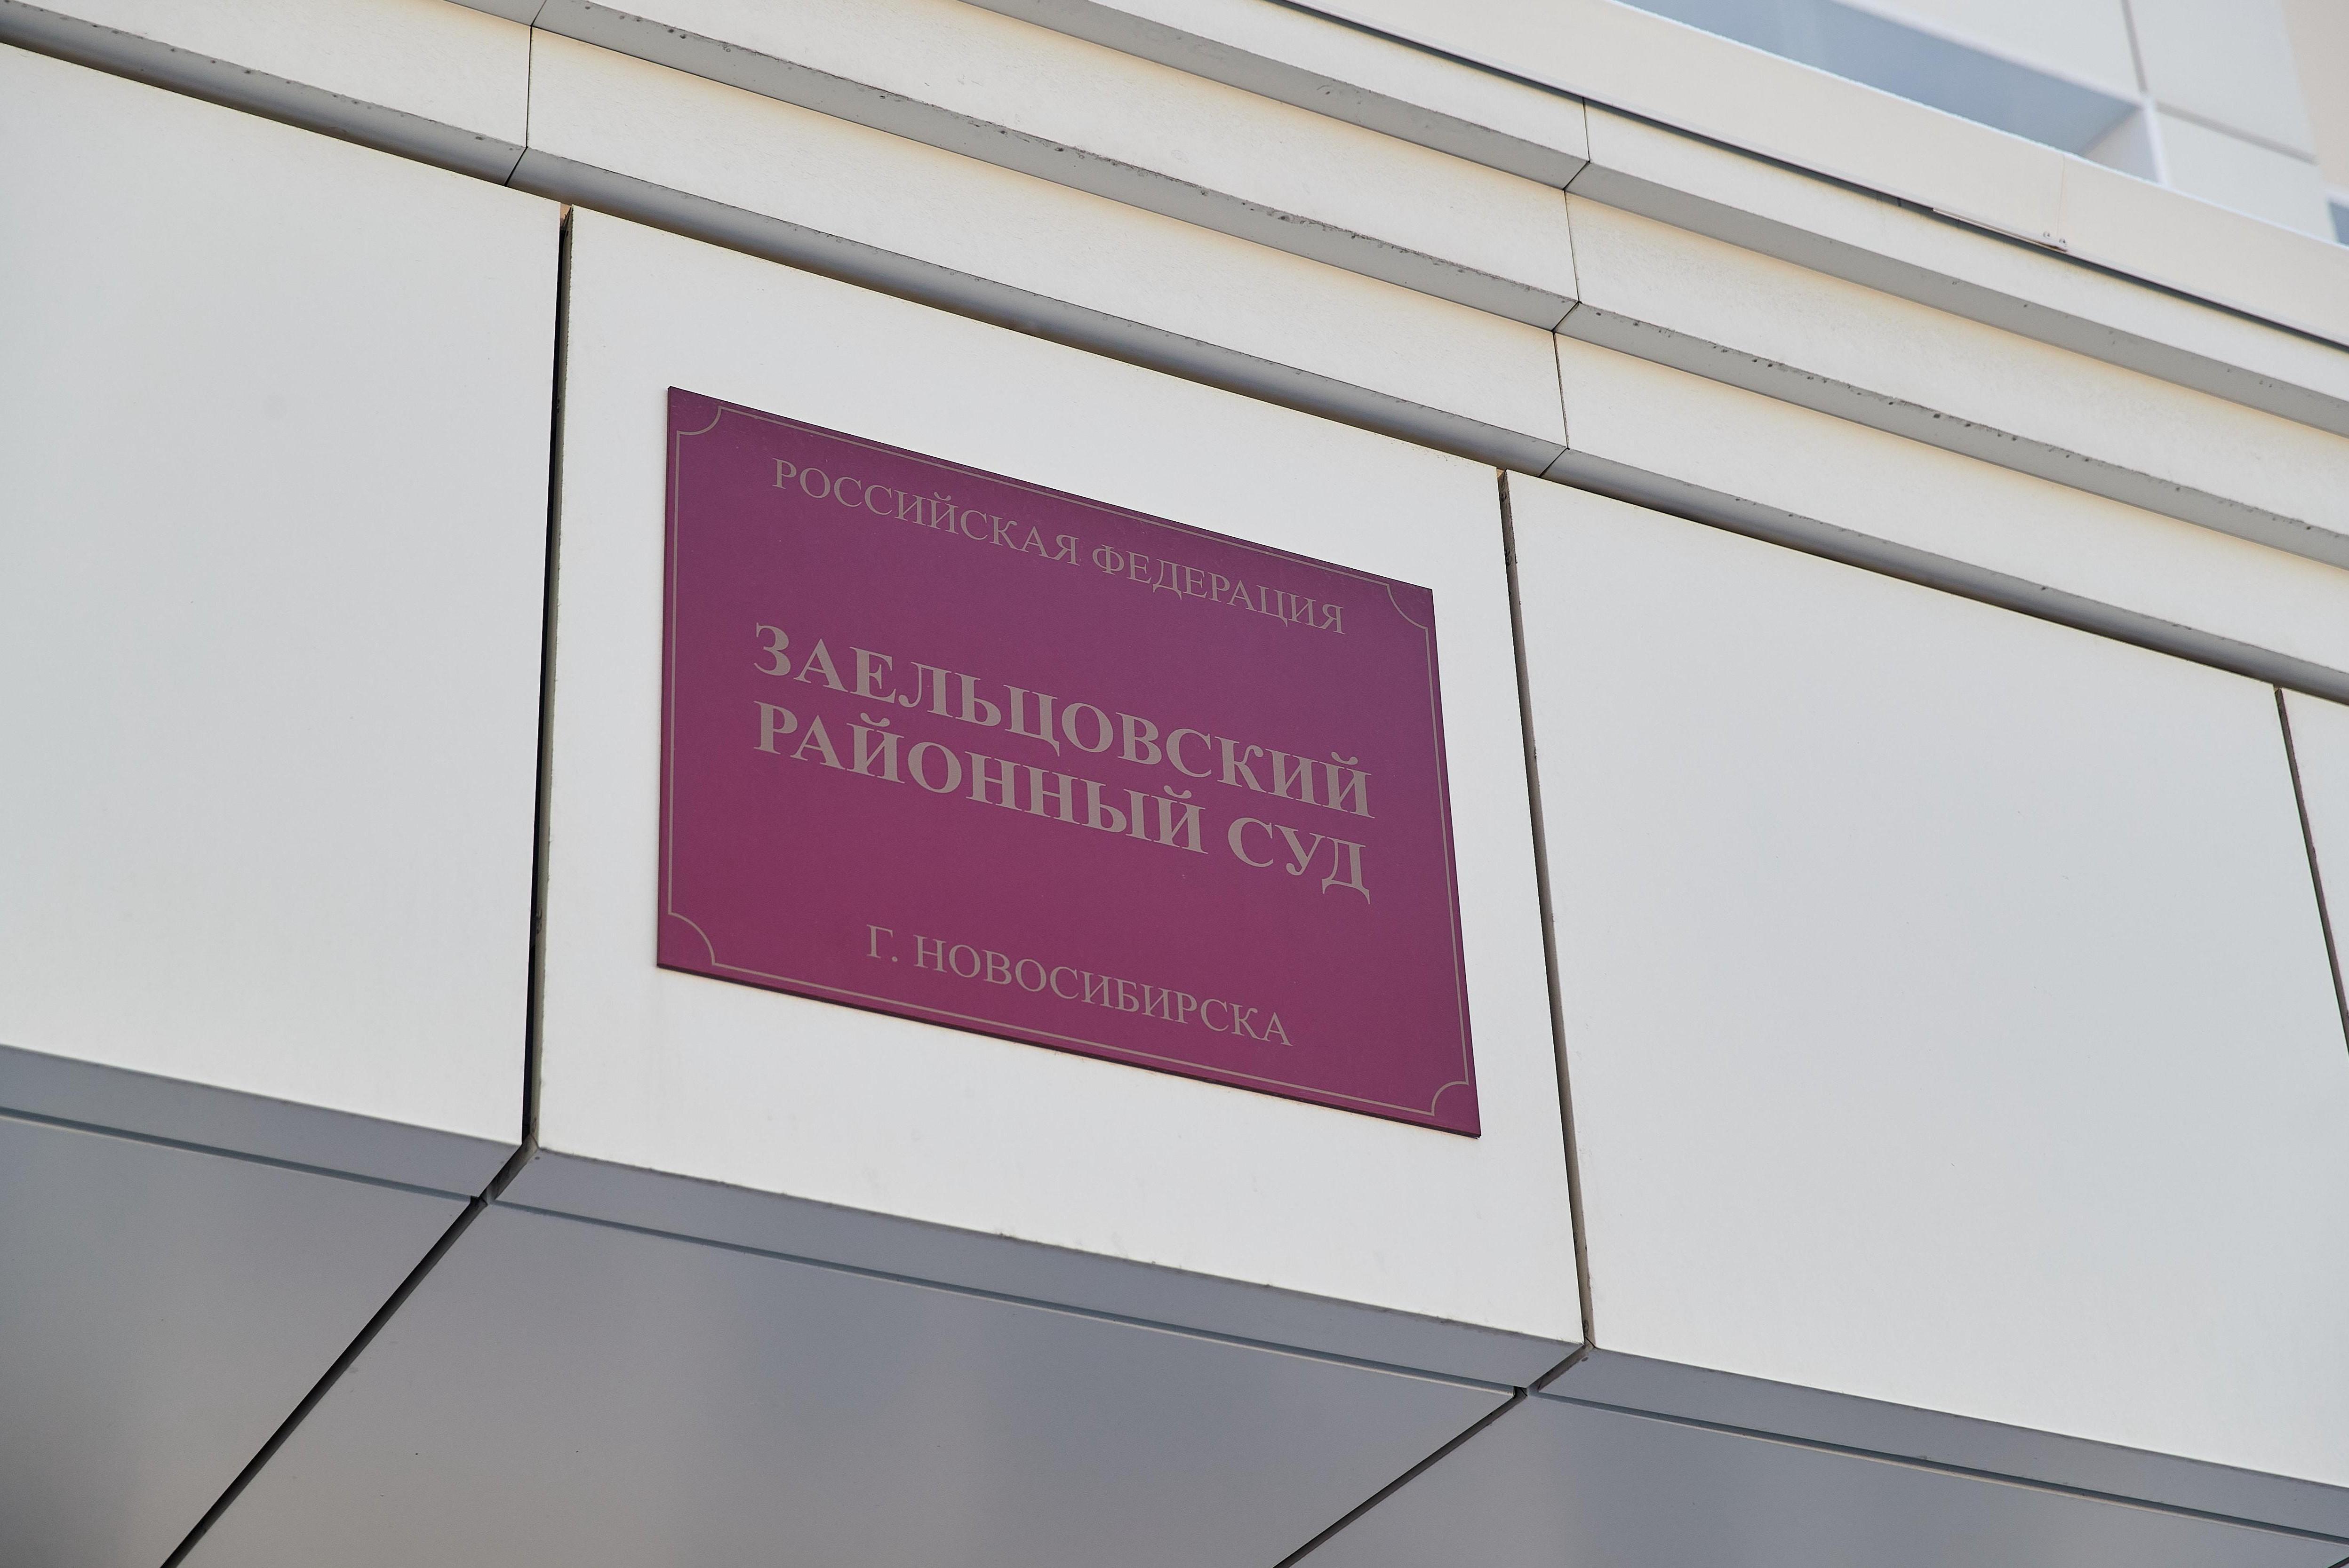 РОССИЙСКАЯ ФЕДЕРАЦИЯ
ЗАЕЛЬЦОВСКИЙ
РАЙОННЫЙ СУД
Г. НОВОСИБИРСКА